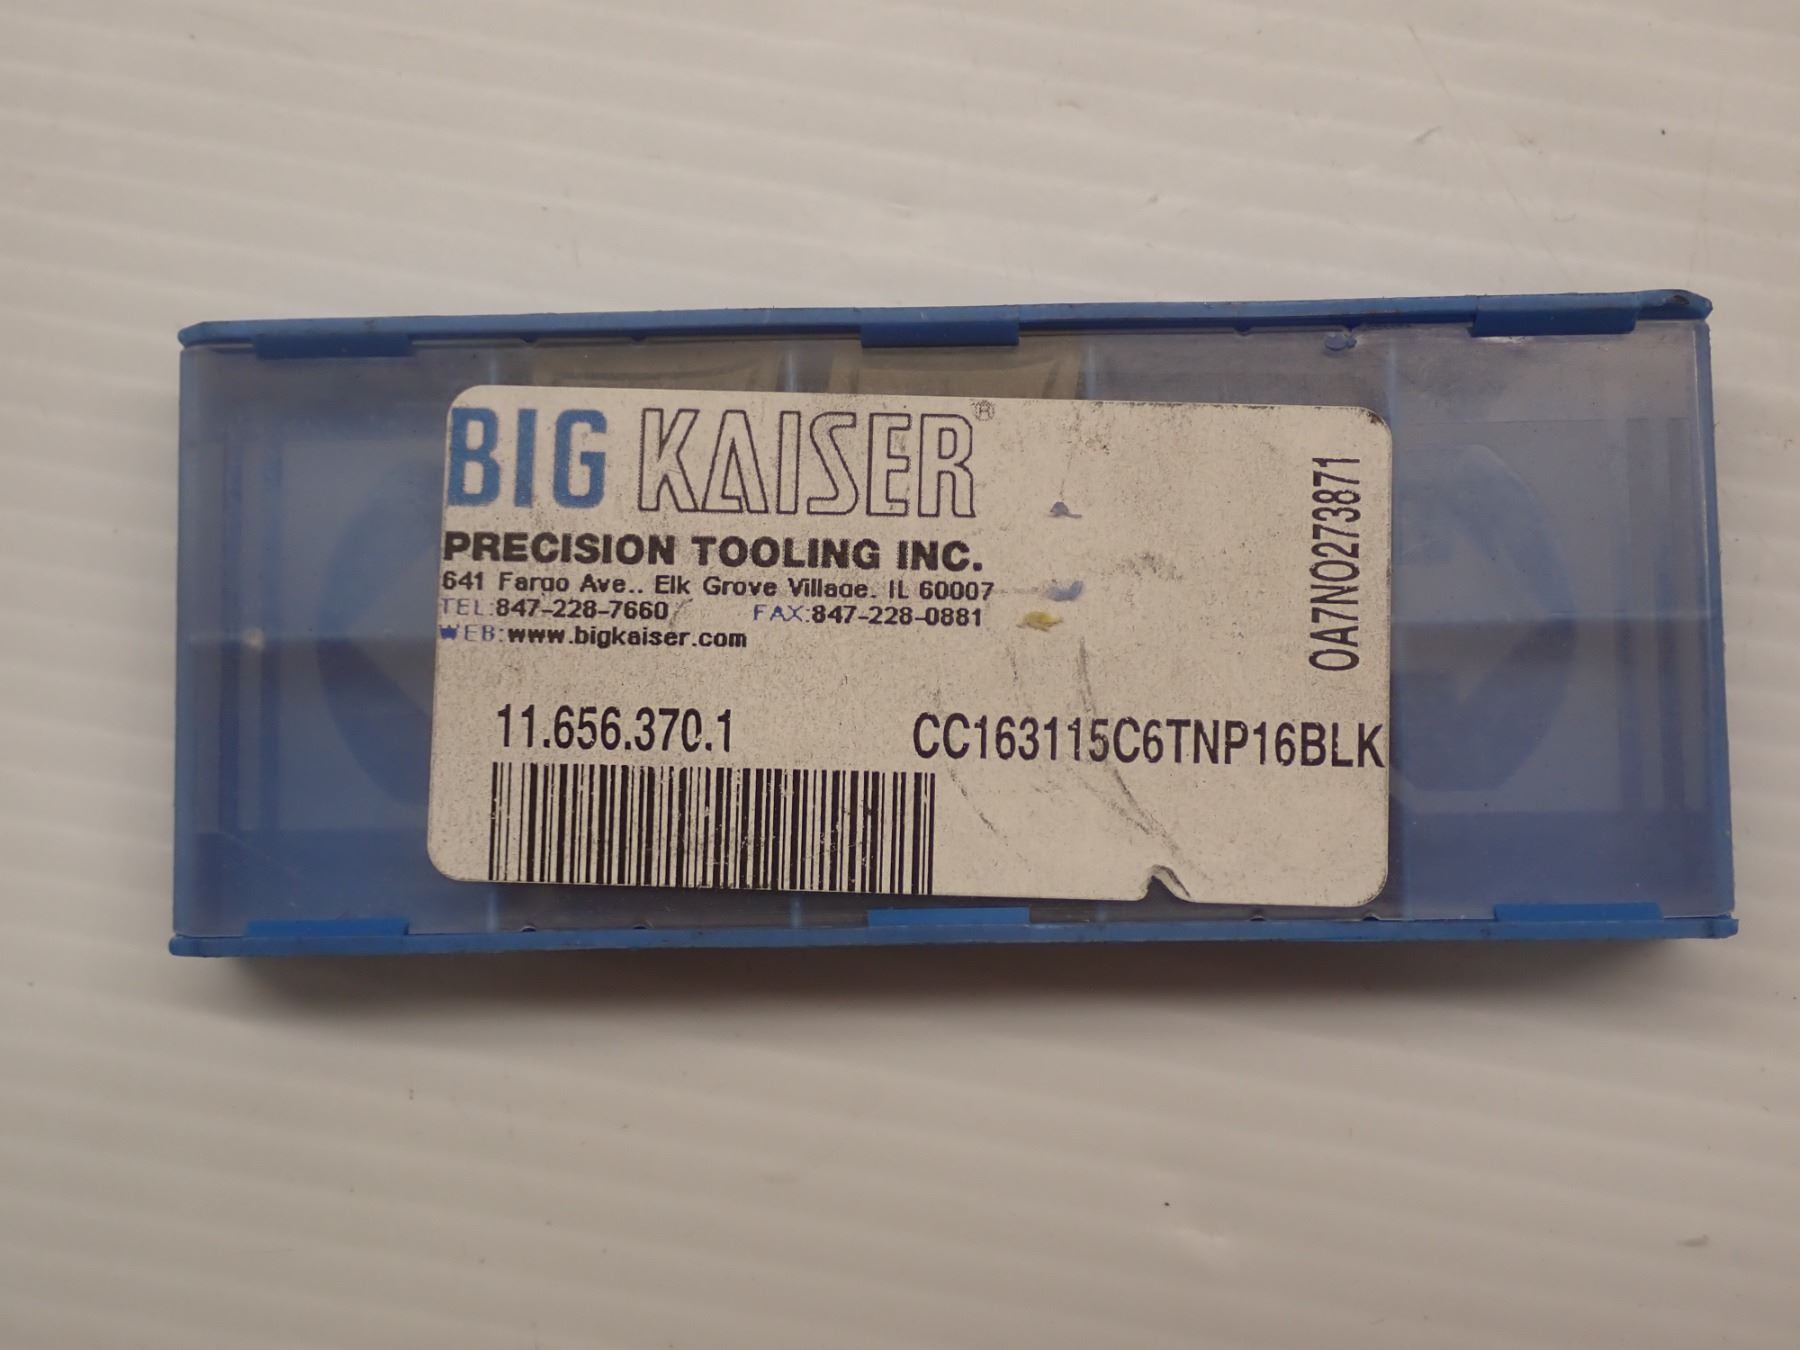 BIG KAISER®
PRECISION TOOLING INC.
641 Fargo Ave.. Elk Grove Village. IL 60007
TEL:847-228-7660 FAX:847-228-0881
WEB:www.bigkaiser.com
11.656.370.1 CC163115C6TNP16BLK
OA7NO273871